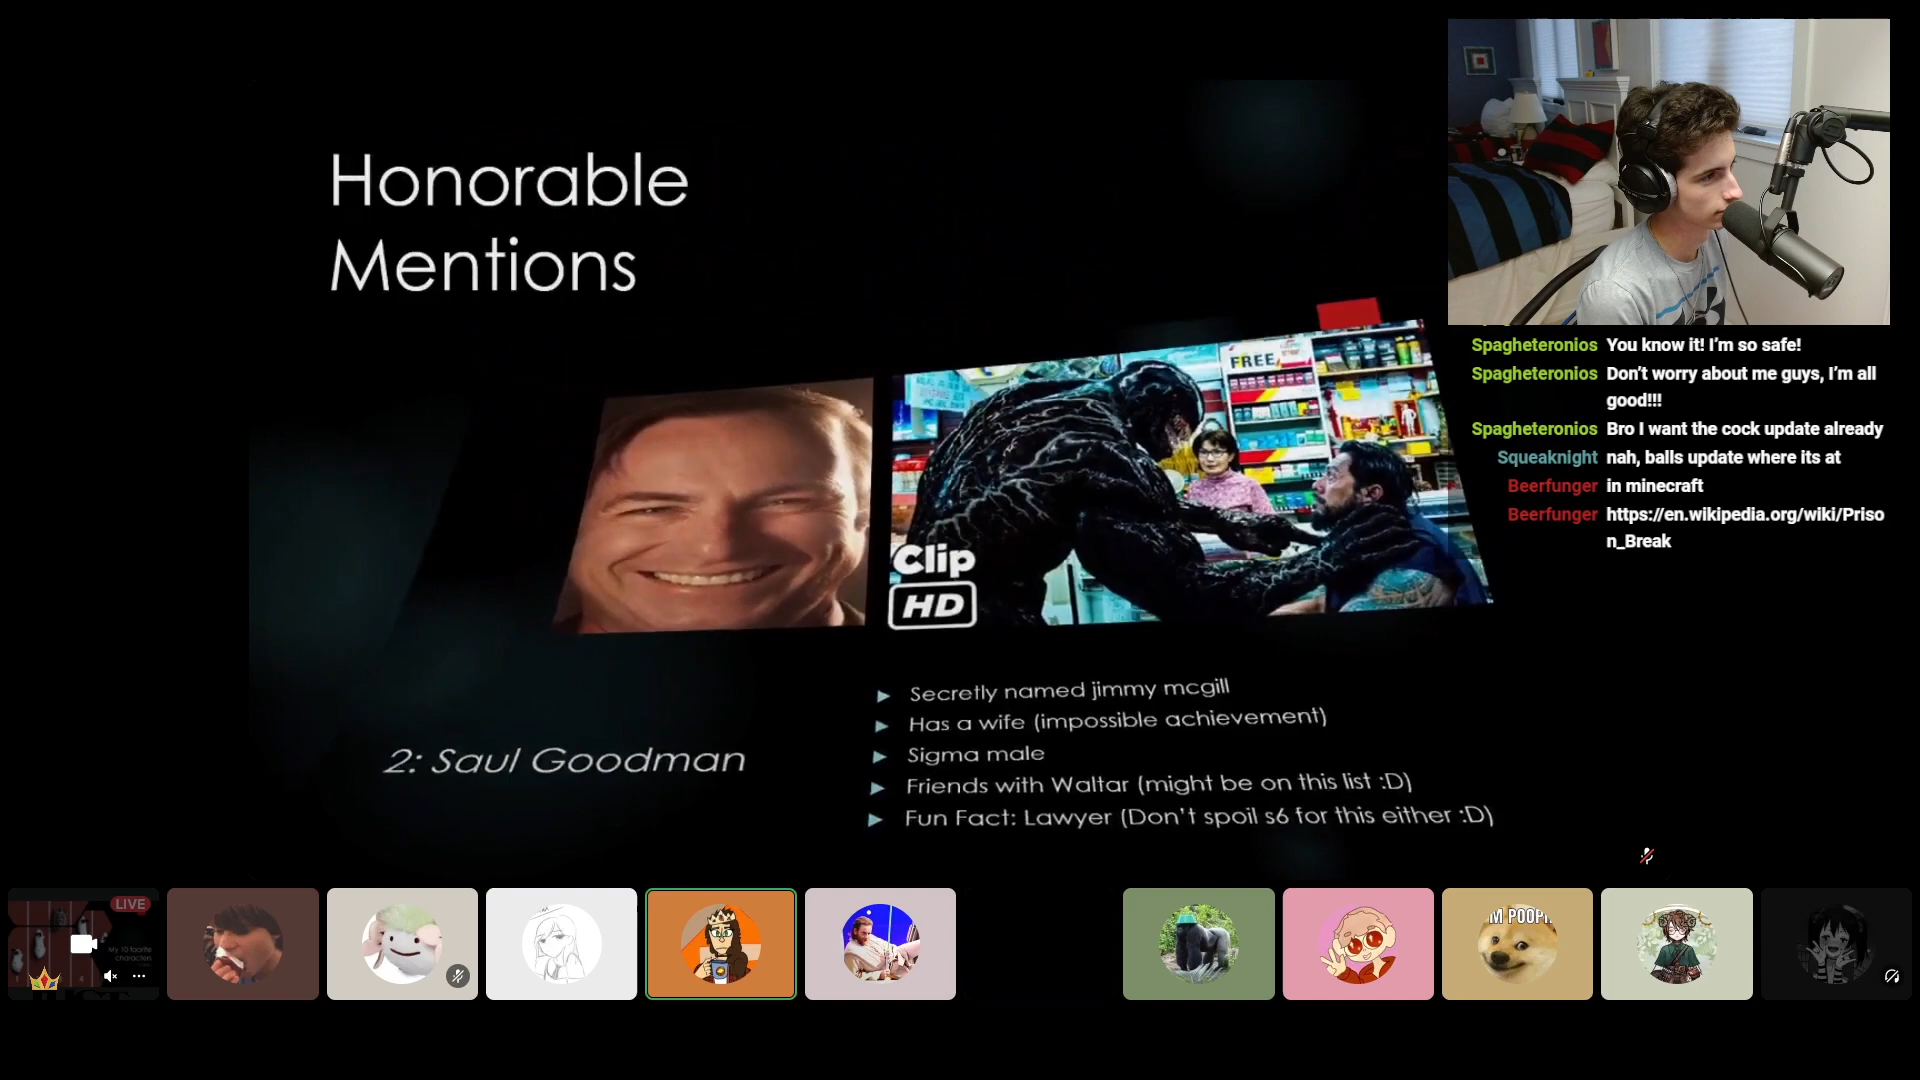 Honorable
Mentions
FREE
Clip
HD
Secretly named jimmy mcgill
Has a wife (impossible achievement)
Sigma male
Friends with Waltar (might be on this list :D)
Fun Fact: Lawyer (Don't spoil s6 for this either :D)
2: Saul Goodman
Spagheteronios You know it! I'm so safe!
Spagheteronios Don't worry about me guys, I'm all
good!!!
Spagheteronios Bro I want the cock update already
Squeaknight nah, balls update where its at
Beerfunger in minecraft
Beerfunger https://en.wikipedia.org/wiki/Priso
n_Break
LIVE
My 10 faorite
characters
M POOP